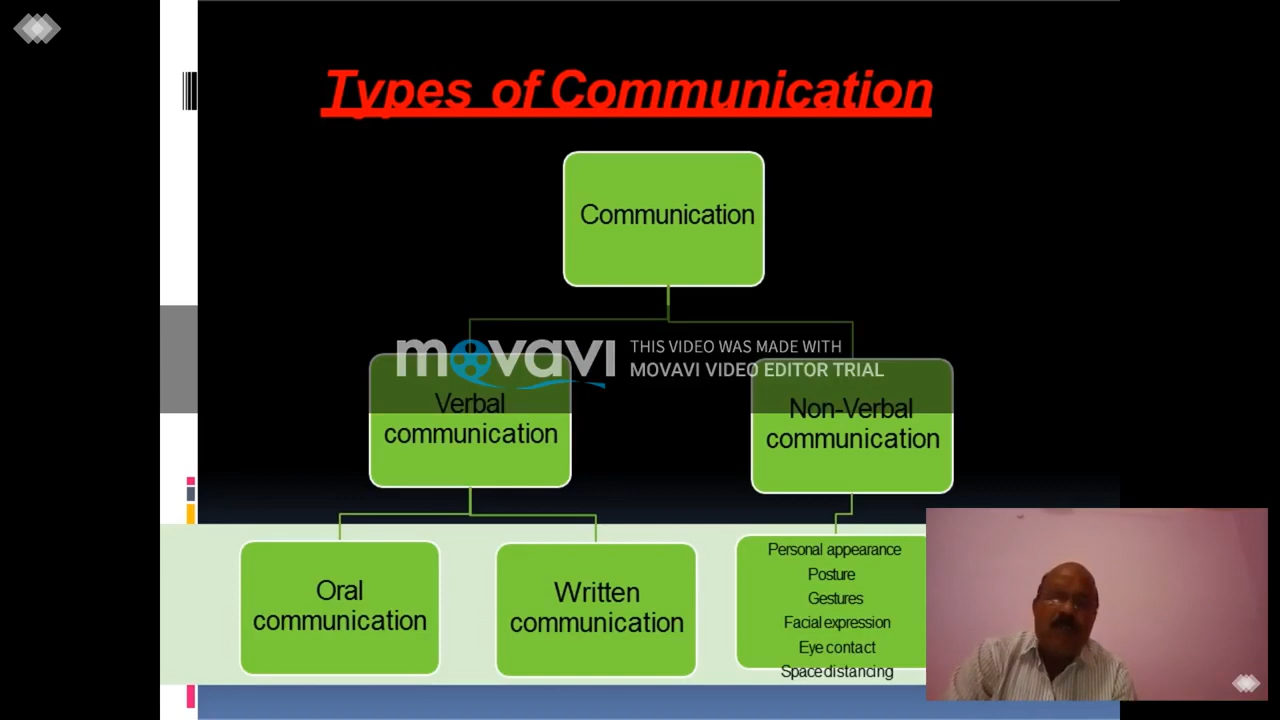 Types of Communication
Communication
movavi
THIS VIDEO WAS MADE WITH
MOVAVI VIDEO EDITOR TRIAL
Verbal
communication
Non-Verbal
communication
Oral
communication
Written
communication
Personal appearance
Posture
Gestures
Facial expression
Eye contact
Space distancing